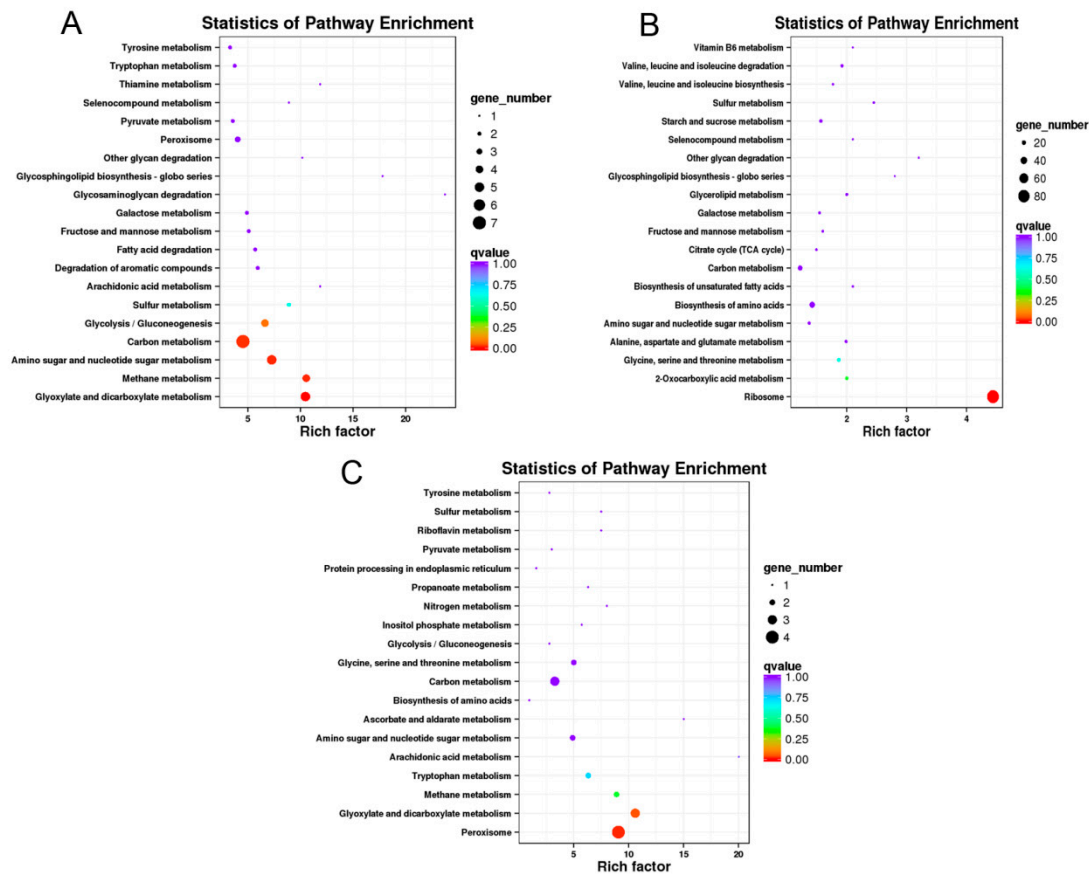 A
Statistics of Pathway Enrichment
Tyrosine metabolism
Tryptophan metabolism
Thiamine metabolism
Selenocompound metabolism
Pyruvate metabolism
Peroxisome
Other glycan degradation
Glycosphingolipid biosynthesis - globo series
Glycosaminoglycan degradation
Galactose metabolism
Fructose and mannose metabolism
Fatty acid degradation
Degradation of aromatic compounds
Arachidonic acid metabolism
Sulfur metabolism
Glycolysis / Gluconeogenesis
Carbon metabolism
Amino sugar and nucleotide sugar metabolism
Methane metabolism
Glyoxylate and dicarboxylate metabolism
5 10 15 20
Rich factor
gene_number
1
2
3
4
5
6
7
qvalue
1.00
0.75
0.50
0.25
0.00
B
Statistics of Pathway Enrichment
Vitamin B6 metabolism
Valine, leucine and isoleucine degradation
Valine, leucine and isoleucine biosynthesis
Sulfur metabolism
Starch and sucrose metabolism
Selenocompound metabolism
Other glycan degradation
Glycosphingolipid biosynthesis - globo series
Glycerolipid metabolism
Galactose metabolism
Fructose and mannose metabolism
Citrate cycle (TCA cycle)
Carbon metabolism
Biosynthesis of unsaturated fatty acids
Biosynthesis of amino acids
Amino sugar and nucleotide sugar metabolism
Alanine, aspartate and glutamate metabolism
Glycine, serine and threonine metabolism
2-Oxocarboxylic acid metabolism
Ribosome
2 3 4
Rich factor
gene_number
20
40
60
80
qvalue
1.00
0.75
0.50
0.25
0.00
C
Statistics of Pathway Enrichment
Tyrosine metabolism
Sulfur metabolism
Riboflavin metabolism
Pyruvate metabolism
Protein processing in endoplasmic reticulum
Propanoate metabolism
Nitrogen metabolism
Inositol phosphate metabolism
Glycolysis / Gluconeogenesis
Glycine, serine and threonine metabolism
Carbon metabolism
Biosynthesis of amino acids
Ascorbate and aldarate metabolism
Amino sugar and nucleotide sugar metabolism
Arachidonic acid metabolism
Tryptophan metabolism
Methane metabolism
Glyoxylate and dicarboxylate metabolism
Peroxisome
5 10 15 20
Rich factor
gene_number
1
2
3
4
qvalue
1.00
0.75
0.50
0.25
0.00